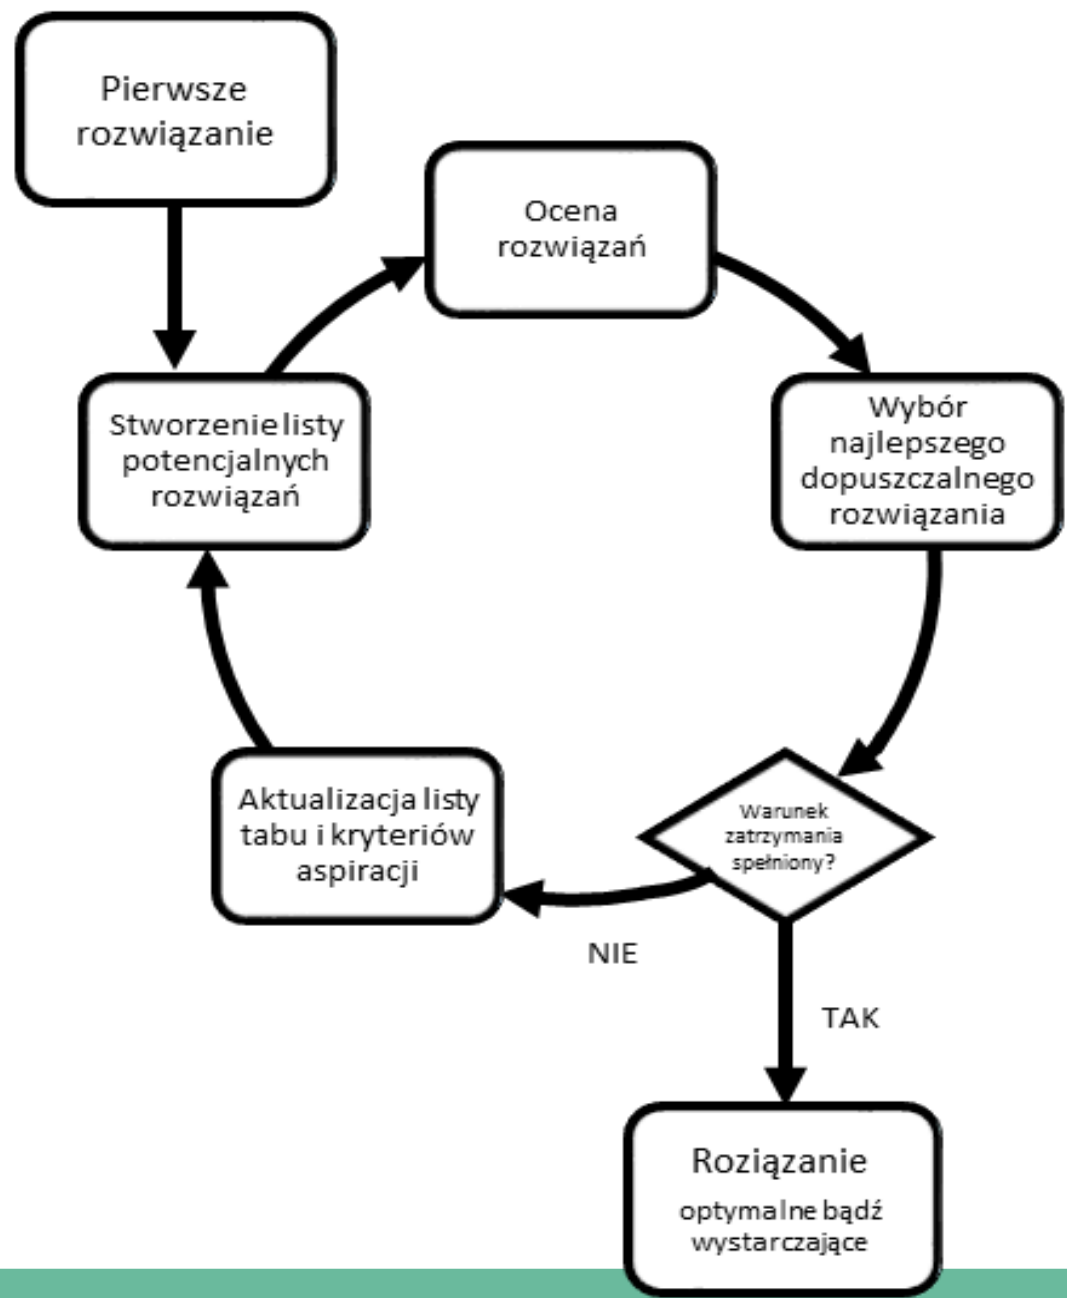 Pierwsze
rozwiązanie
Ocena
rozwiązań
Stworzenie listy
potencjalnych
rozwiązań
Wybór
najlepszego
dopuszczalnego
rozwiązania
Aktualizacja listy
tabu i kryteriów
aspiracji
Warunek
zatrzymania
spełniony?
NIE
TAK
Roziązanie
optymalne bądź
wystarczające